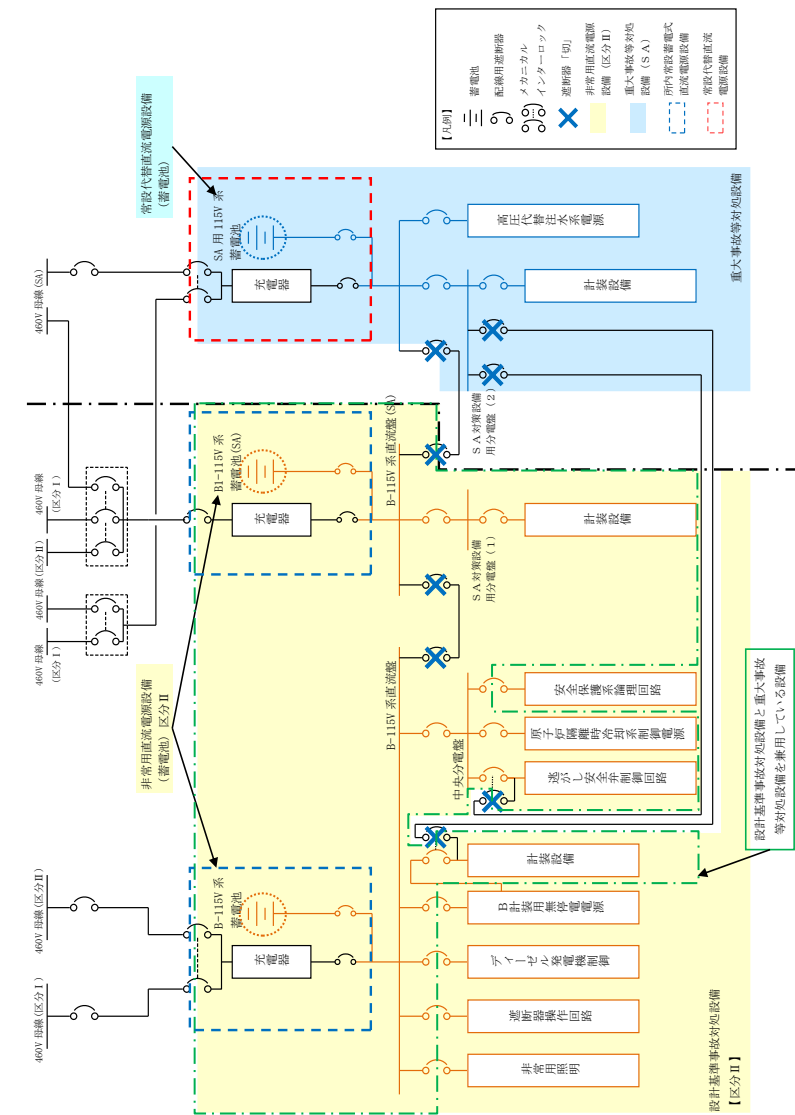 【凡例】
蓄電池
配線用遮断器
メカニカル
インターロック
遮断器「切」
非常用直流電源
設備（区分Ⅱ）
重大事故等対処
設備（ＳＡ）
所内常設蓄電式
直流電源設備
常設代替直流
電源設備
常設代替直流電源設備
（蓄電池）
460V 母線(SA)
460V 母線
(区分Ⅰ)
460V 母線(区分Ⅱ)
460V 母線
(区分Ⅰ)
460V 母線(区分Ⅱ)
460V 母線(区分Ⅰ)
SA 用 115V 系
蓄電池
充電器
高圧代替注水系電源
計装設備
重大事故等対処設備
ＳＡ対策設備
用分電盤（2）
B1-115V 系
蓄電池(SA)
充電器
B-115V 系直流盤(SA)
計装設備
ＳＡ対策設備
用分電盤（1）
非常用直流電源設備
（蓄電池）区分Ⅱ
B-115V 系直流盤
中央分電盤
安全保護系論理回路
原子炉隔離時冷却系制御電源
逃がし安全弁制御回路
B-115V 系
蓄電池
充電器
計装設備
B 計装用無停電電源
ディーゼル発電機制御
遮断器操作回路
非常用照明
設計基準事故対処設備と重大事故
等対処設備を兼用している設備
設計基準事故対処設備
【区分Ⅱ】